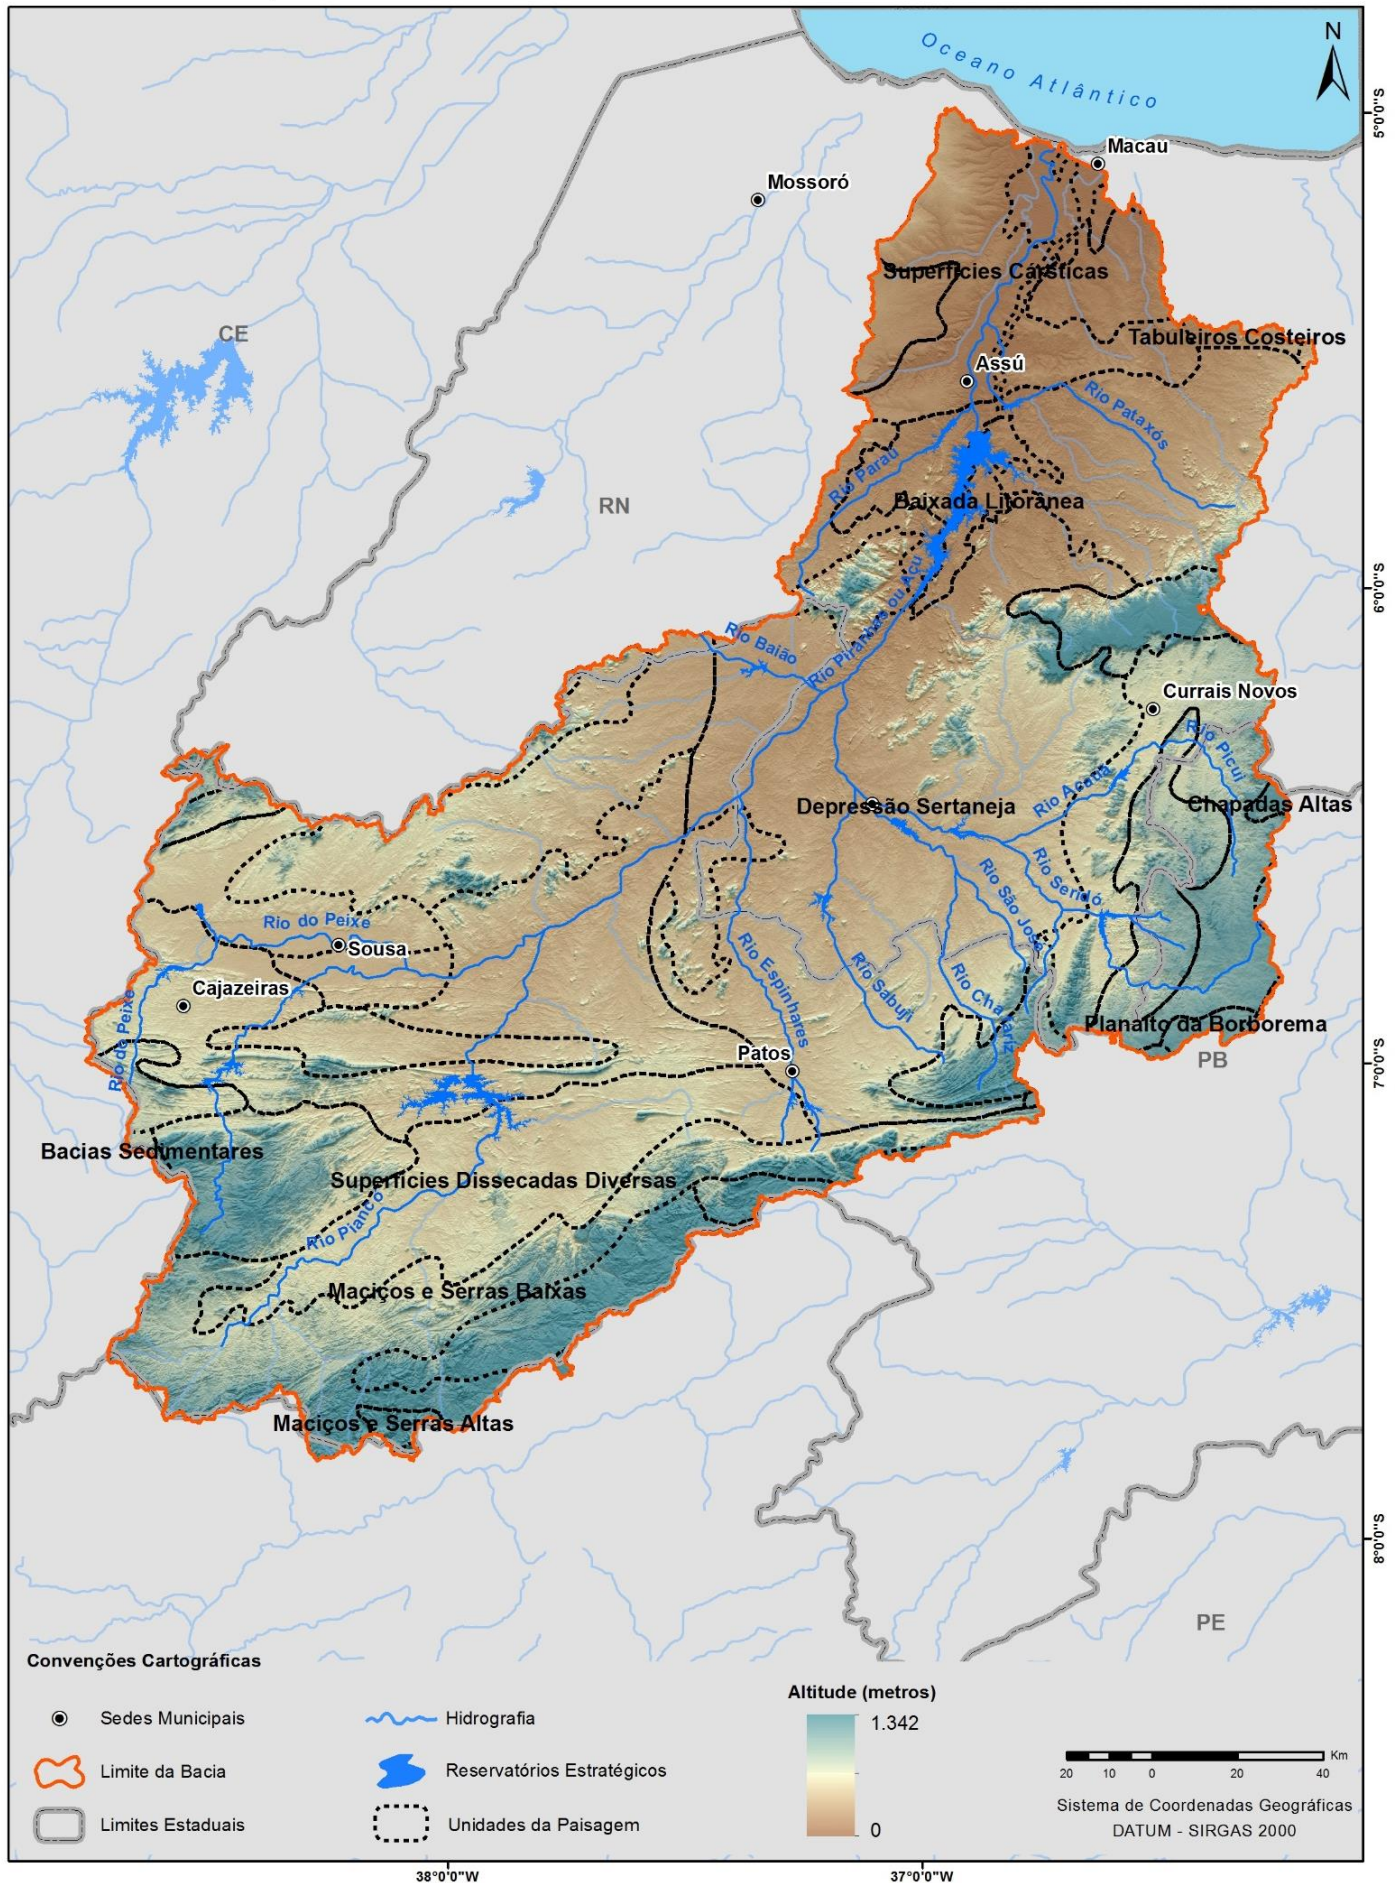 N
Oceano Atlântico
5°0'0"S
Macau
Mossoró
Superfícies Cársticas
CE
Tabuleiros Costeiros
Assú
Rio Pataxós
Rio Paraú
Baixada Litorânea
RN
6°0'0"S
Rio Piranhas ou Açu
Rio Baião
Currais Novos
Rio Picuí
Rio Acauã
Chapadas Altas
Depressão Sertaneja
Rio Seridó
Rio São José
Rio do Peixe
Sousa
Rio Espinhares
Rio Sabuji
Rio Chafariz
Cajazeiras
Rio do Peixe
Planalto da Borborema
Patos
PB
7°0'0"S
Bacias Sedimentares
Superfícies Dissecadas Diversas
Rio Piancó
Maciços e Serras Baixas
Maciços e Serras Altas
8°0'0"S
PE
Convenções Cartográficas
Sedes Municipais
Hidrografia
Limite da Bacia
Reservatórios Estratégicos
Limites Estaduais
Unidades da Paisagem
Altitude (metros)
1.342
0
Km
20 10 0 20 40
Sistema de Coordenadas Geográficas
DATUM - SIRGAS 2000
38°0'0"W
37°0'0"W